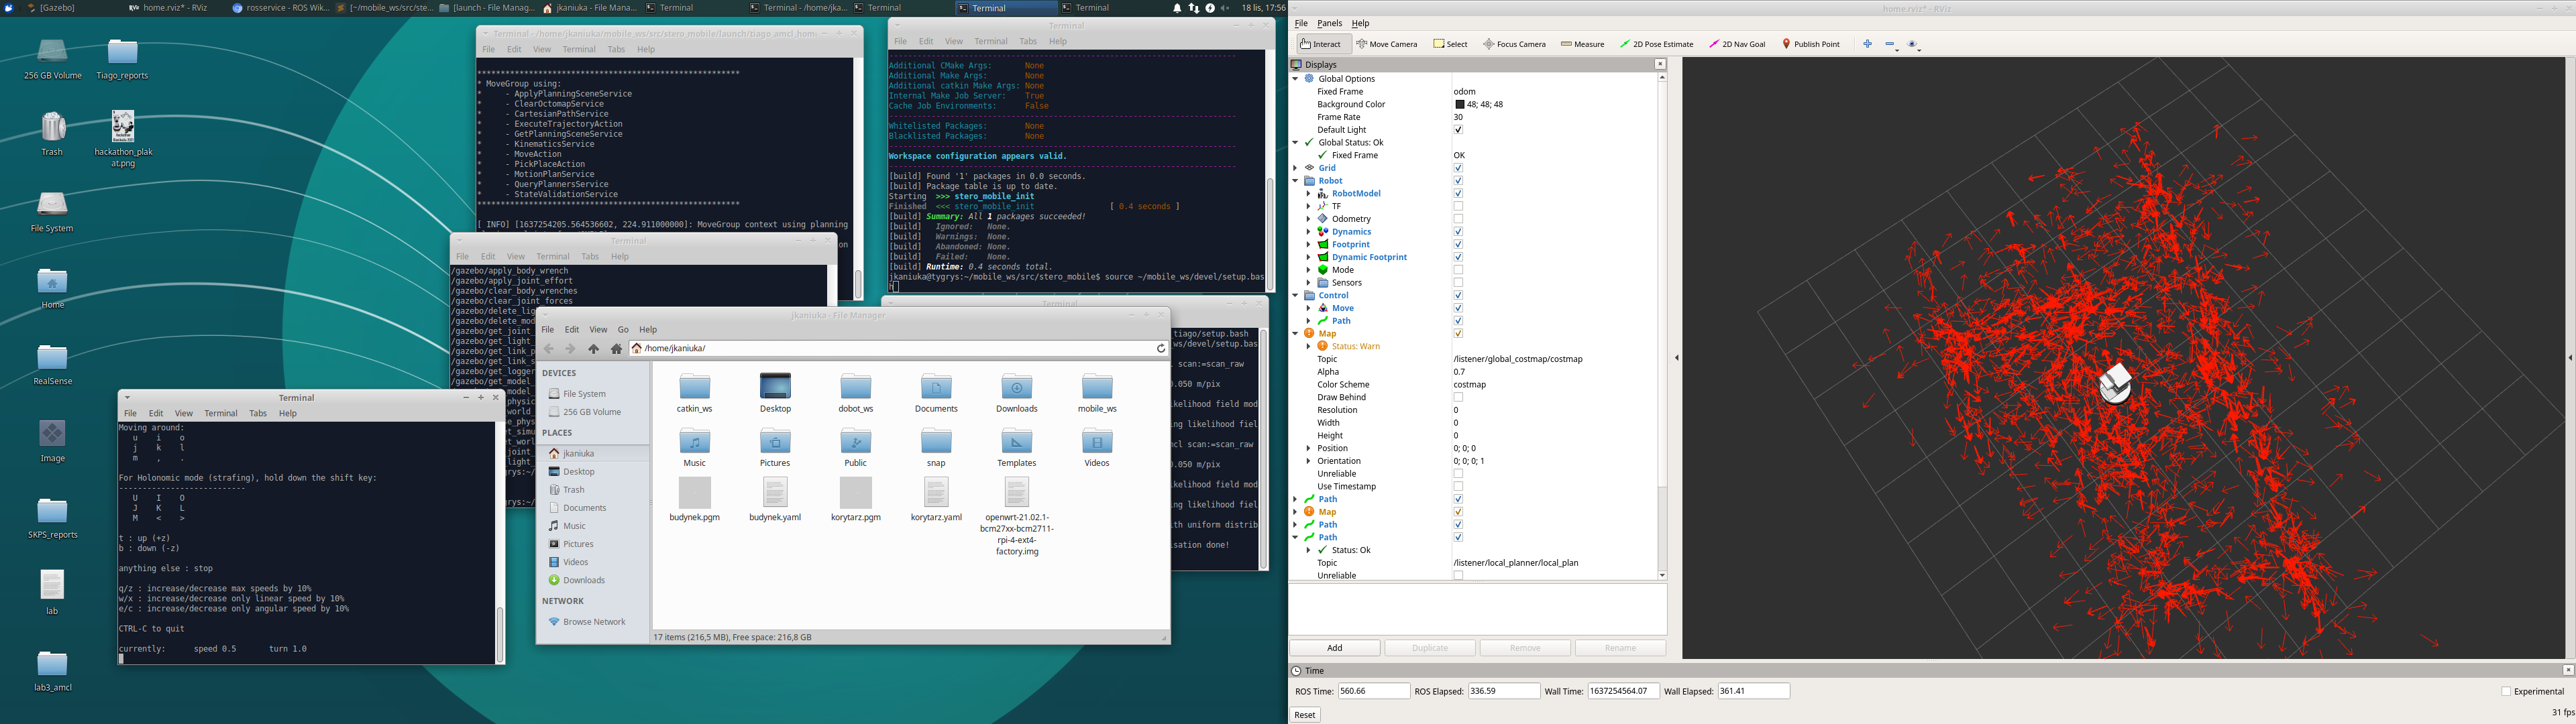 [Gazebo]
home.rviz* - RViz
rosservice - ROS Wik...
[~/mobile_ws/src/ste...
[launch - File Manag...
jkaniuka - File Mana...
Terminal
Terminal - /home/jka...
Terminal
Terminal
Terminal
18 lis, 17:56
256 GB Volume
Tiago_reports
Trash
hackathon_plak
at.png
File System
Home
RealSense
Image
SKPS_reports
lab
lab3_amcl
Terminal - /home/jkaniuka/mobile_ws/src/stero_mobile/launch/tiago_amcl_hom
File Edit View Terminal Tabs Help
********************************************************
* MoveGroup using:
*     - ApplyPlanningSceneService
*     - ClearOctomapService
*     - CartesianPathService
*     - ExecuteTrajectoryAction
*     - GetPlanningSceneService
*     - KinematicsService
*     - MoveAction
*     - PickPlaceAction
*     - MotionPlanService
*     - QueryPlannersService
*     - StateValidationService
********************************************************
[ INFO] [1637254205.564536602, 224.911000000]: MoveGroup context using planning
Terminal
File Edit View Terminal Tabs Help
Additional CMake Args: None
Additional Make Args: None
Additional catkin Make Args: None
Internal Make Job Server: True
Cache Job Environments: False
Whitelisted Packages: None
Blacklisted Packages: None
Workspace configuration appears valid.
[build] Found '1' packages in 0.0 seconds.
[build] Package table is up to date.
Starting >>> stero_mobile_init
Finished <<< stero_mobile_init [ 0.4 seconds ]
[build] Summary: All 1 packages succeeded!
[build] Ignored: None.
[build] Warnings: None.
[build] Abandoned: None.
[build] Failed: None.
[build] Runtime: 0.4 seconds total.
jkaniuka@tygrys:~/mobile_ws/src/stero_mobile$ source ~/mobile_ws/devel/setup.bas
h
Terminal
File Edit View Terminal Tabs Help
/gazebo/apply_body_wrench
/gazebo/apply_joint_effort
/gazebo/clear_body_wrenches
/gazebo/clear_joint_forces
/gazebo/delete_lig
/gazebo/delete_mod
/gazebo/get_joint_
/gazebo/get_light_
/gazebo/get_link_p
/gazebo/get_link_s
/gazebo/get_logger
/gazebo/get_model_
Terminal
tiago/setup.bash
ws/devel/setup.bas
scan:=scan_raw
0.050 m/pix
ikelihood field mod
ing likelihood fiel
ncl scan:=scan_raw
0.050 m/pix
ikelihood field mod
ing likelihood fiel
th uniform distrib
isation done!
jkaniuka - File Manager
File Edit View Go Help
/home/jkaniuka/
DEVICES
File System
256 GB Volume
PLACES
jkaniuka
Desktop
Trash
Documents
Music
Pictures
Videos
Downloads
NETWORK
Browse Network
catkin_ws
Desktop
dobot_ws
Documents
Downloads
mobile_ws
Music
Pictures
Public
snap
Templates
Videos
budynek.pgm
budynek.yaml
korytarz.pgm
korytarz.yaml
openwrt-21.02.1-
bcm27xx-bcm2711-
rpi-4-ext4-
factory.img
17 items (216,5 MB), Free space: 216,8 GB
Terminal
File Edit View Terminal Tabs Help
Moving around:
u i o
j k l
m , .
For Holonomic mode (strafing), hold down the shift key:
---------------------------
U I O
J K L
M < >
t : up (+z)
b : down (-z)
anything else : stop
q/z : increase/decrease max speeds by 10%
w/x : increase/decrease only linear speed by 10%
e/c : increase/decrease only angular speed by 10%
CTRL-C to quit
currently: speed 0.5 turn 1.0
home.rviz* - RViz
File Panels Help
Interact
Move Camera
Select
Focus Camera
Measure
2D Pose Estimate
2D Nav Goal
Publish Point
Displays
Global Options
Fixed Frame odom
Background Color 48; 48; 48
Frame Rate 30
Default Light
Global Status: Ok
Fixed Frame OK
Grid
Robot
RobotModel
TF
Odometry
Dynamics
Footprint
Dynamic Footprint
Mode
Sensors
Control
Move
Path
Map
Status: Warn
Topic /listener/global_costmap/costmap
Alpha 0.7
Color Scheme costmap
Draw Behind
Resolution 0
Width 0
Height 0
Position 0; 0; 0
Orientation 0; 0; 0; 1
Unreliable
Use Timestamp
Path
Map
Path
Path
Status: Ok
Topic /listener/local_planner/local_plan
Unreliable
Add
Duplicate
Remove
Rename
Time
ROS Time: 560.66
ROS Elapsed: 336.59
Wall Time: 1637254564.07
Wall Elapsed: 361.41
Experimental
Reset
31 fps